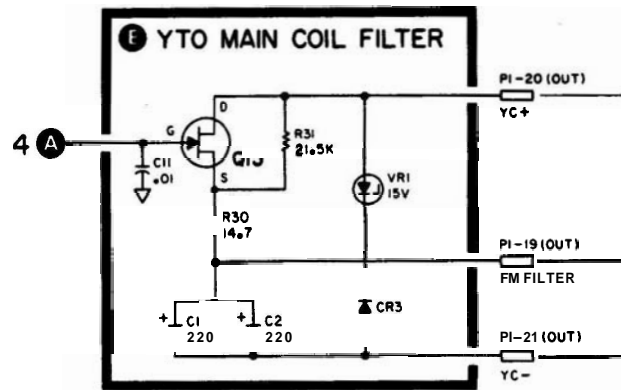 E YTO MAIN COIL FILTER
P1-20 (OUT)
YC+
D
4 A
G
R31
21.5K
C11
.01
S
VR1
15V
R30
14.7
P1-19 (OUT)
FM FILTER
+ C1
220
+ C2
220
CR3
P1-21 (OUT)
YC-